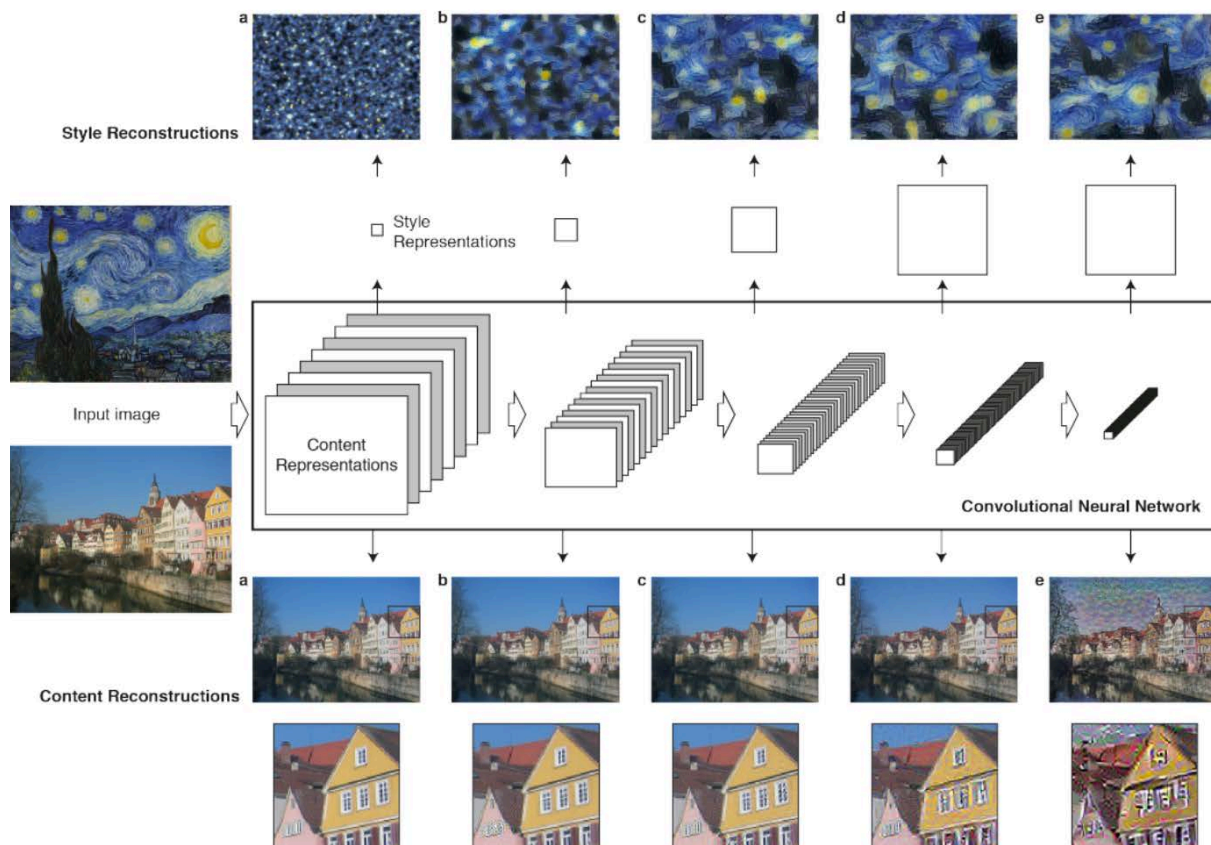 a b c d e
Style Reconstructions
Style
Representations
Input image
Content
Representations
Convolutional Neural Network
a b c d e
Content Reconstructions